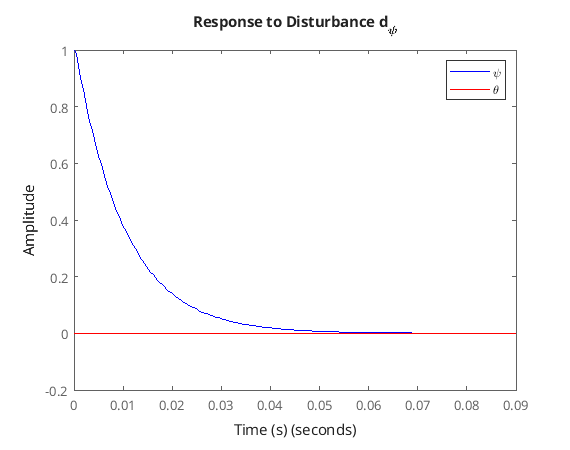 Response to Disturbance dψ
1
ψ
θ
0.8
0.6
Amplitude
0.4
0.2
0
-0.2
0 0.01 0.02 0.03 0.04 0.05 0.06 0.07 0.08 0.09
Time (s) (seconds)